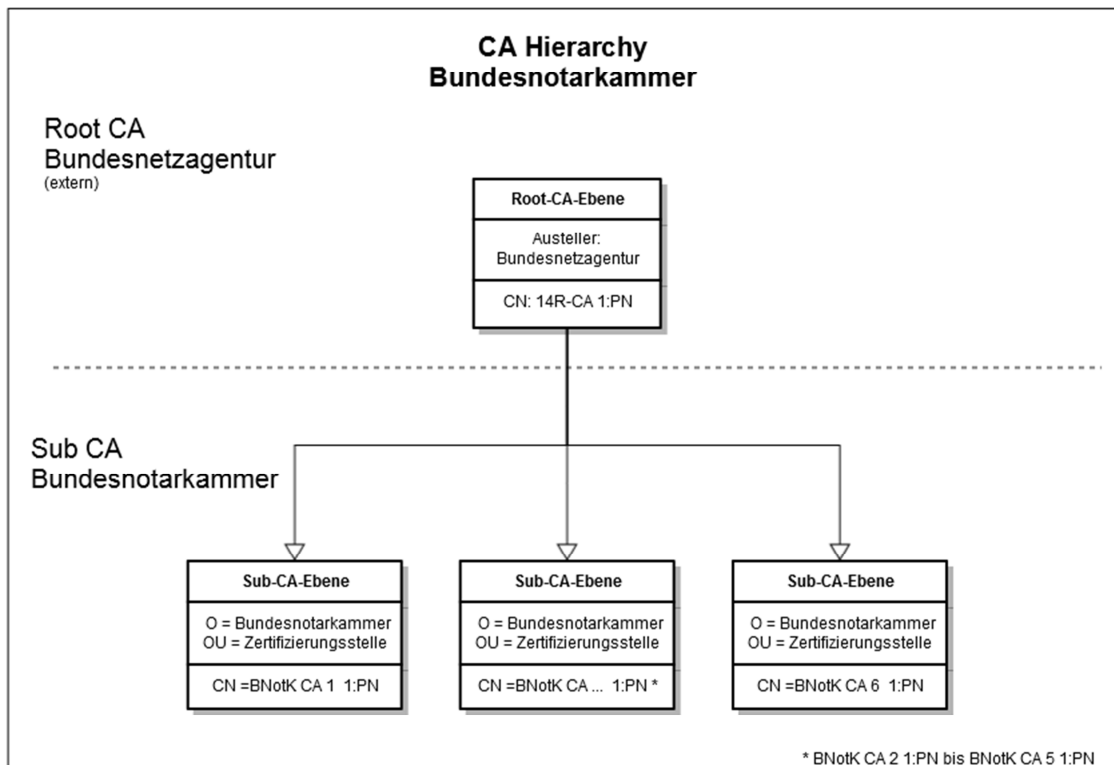 CA Hierarchy
Bundesnotarkammer
Root CA
Bundesnetzagentur
(extern)
Root-CA-Ebene
Austeller:
Bundesnetzagentur
CN: 14R-CA 1:PN
Sub CA
Bundesnotarkammer
Sub-CA-Ebene
O = Bundesnotarkammer
OU = Zertifizierungsstelle
CN =BNotK CA 1 1:PN
Sub-CA-Ebene
O = Bundesnotarkammer
OU = Zertifizierungsstelle
CN =BNotK CA ... 1:PN *
Sub-CA-Ebene
O = Bundesnotarkammer
OU = Zertifizierungsstelle
CN =BNotK CA 6 1:PN
* BNotK CA 2 1:PN bis BNotK CA 5 1:PN